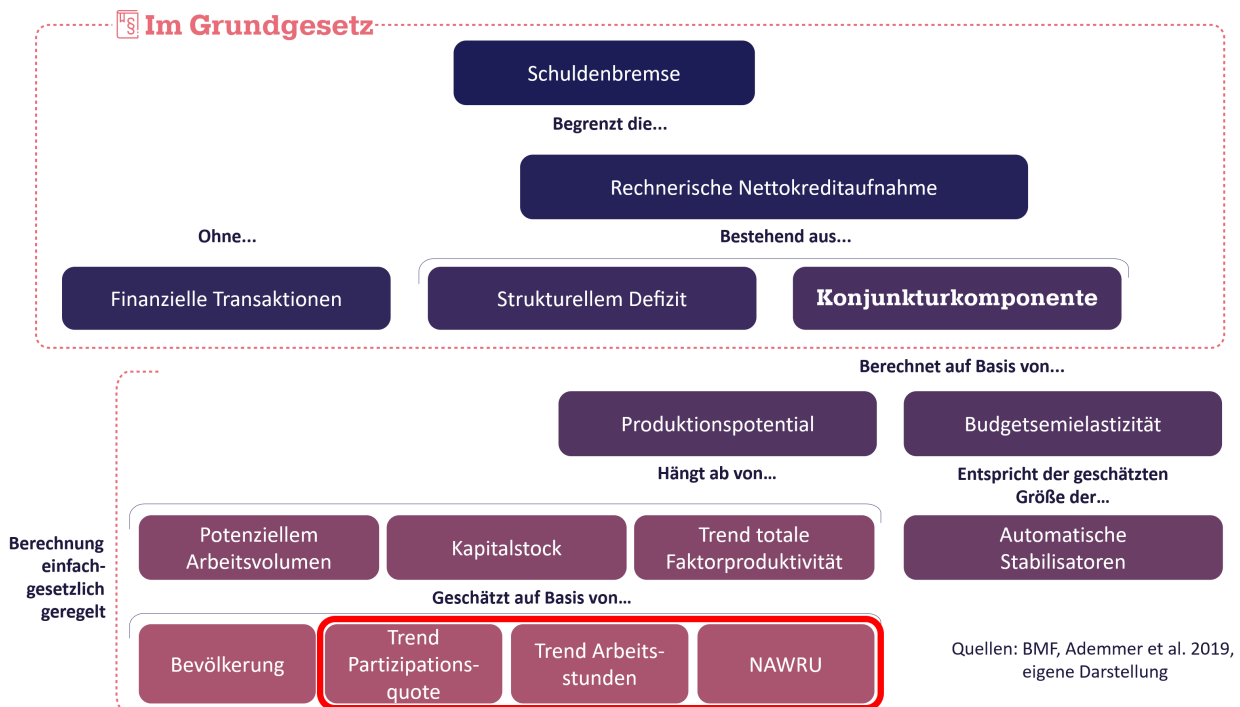 Im Grundgesetz
Schuldenbremse
Begrenzt die...
Rechnerische Nettokreditaufnahme
Ohne...
Bestehend aus...
Finanzielle Transaktionen
Strukturellem Defizit
Konjunkturkomponente
Berechnet auf Basis von...
Produktionspotential
Budgetsemielastizität
Hängt ab von...
Entspricht der geschätzten
Größe der...
Berechnung
einfach-
gesetzlich
geregelt
Potenziellem
Arbeitsvolumen
Kapitalstock
Trend totale
Faktorproduktivität
Automatische
Stabilisatoren
Geschätzt auf Basis von…
Bevölkerung
Trend
Partizipations-
quote
Trend Arbeits-
stunden
NAWRU
Quellen: BMF, Ademmer et al. 2019,
eigene Darstellung